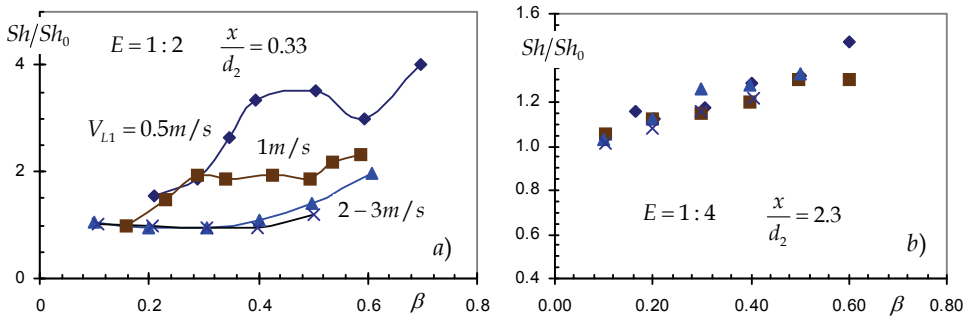 Sh/Sh₀
E = 1 : 2
x/d₂ = 0.33
4
V_{L1} = 0.5m/s
1m/s
2
2 − 3m/s
a)
0
0
0.2
0.4
0.6
β
0.8
b)
Sh/Sh₀
1.6
1.4
1.2
1.0
0.8
0.6
0.4
E = 1 : 4
x/d₂ = 2.3
0.00
0.20
0.40
0.60
β
0.80